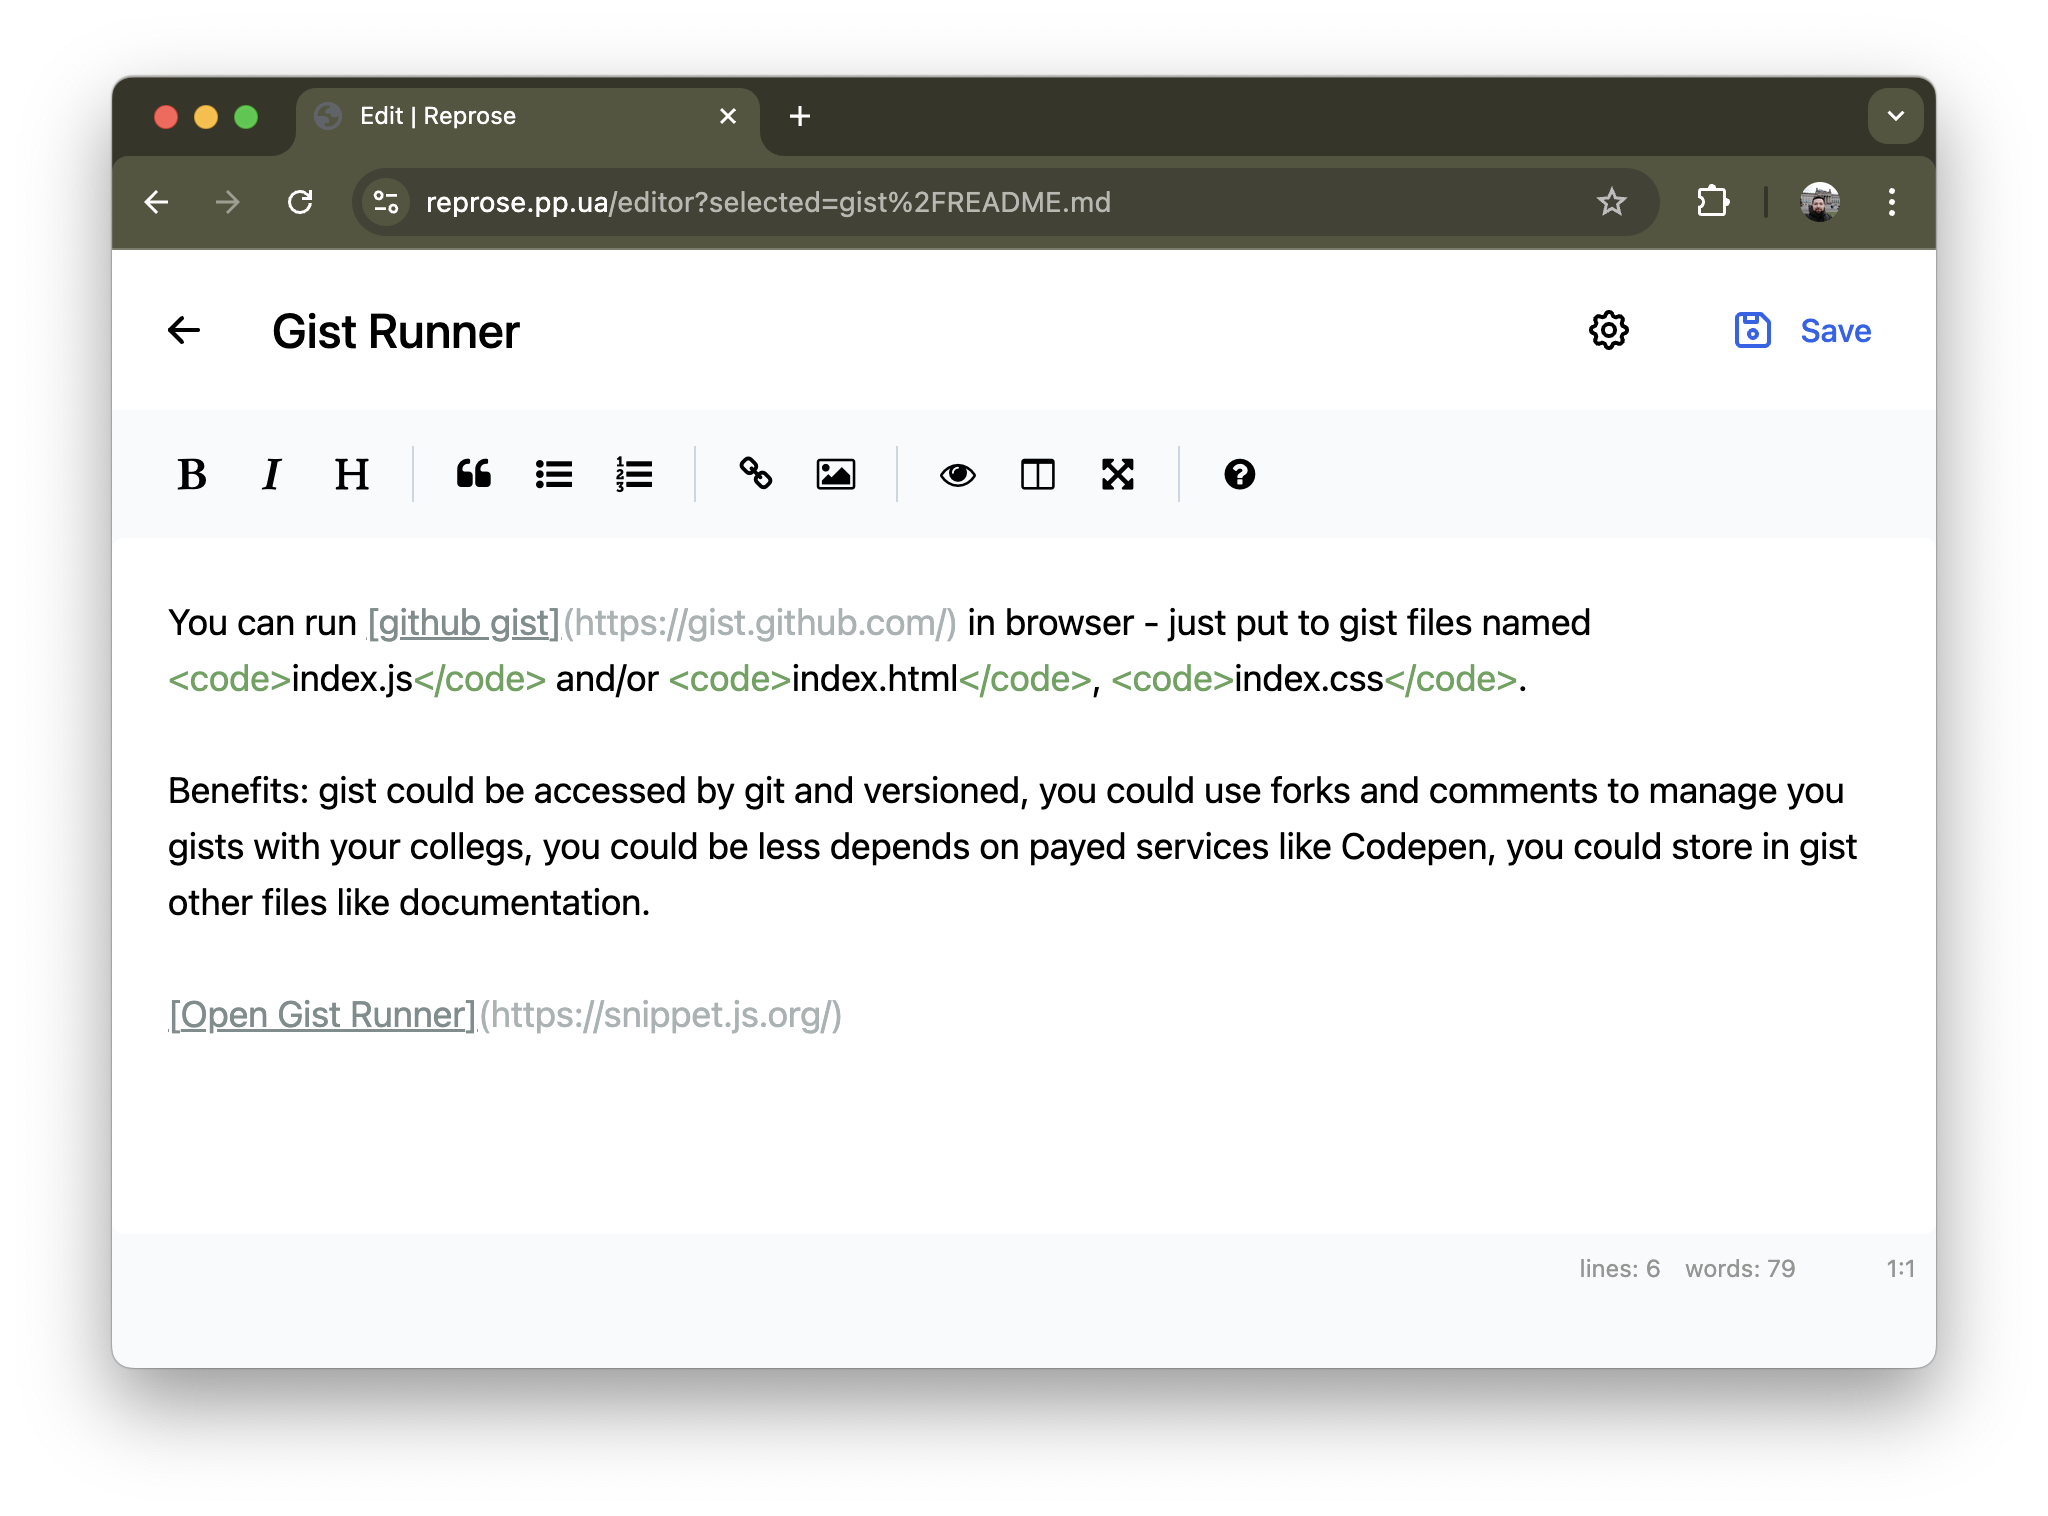 Edit | Reprose
reprose.pp.ua/editor?selected=gist%2FREADME.md
Gist Runner
Save
B I H
You can run [github gist](https://gist.github.com/) in browser - just put to gist files named
<code>index.js</code> and/or <code>index.html</code>, <code>index.css</code>.
Benefits: gist could be accessed by git and versioned, you could use forks and comments to manage you
gists with your collegs, you could be less depends on payed services like Codepen, you could store in gist
other files like documentation.
[Open Gist Runner](https://snippet.js.org/)
lines: 6 words: 79 1:1